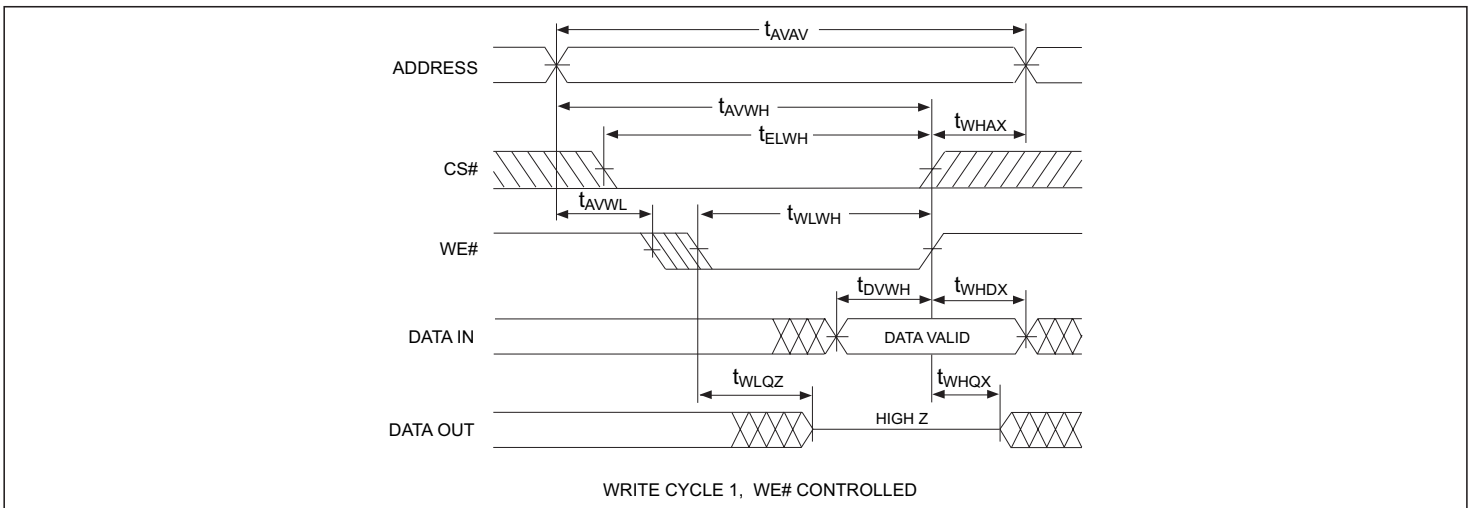 tAVAV
ADDRESS
tAVWH
tELWH
tWHAX
CS#
tAVWL
tWLWH
WE#
tDVWH
tWHDX
DATA IN
DATA VALID
tWLQZ
tWHQX
DATA OUT
HIGH Z
WRITE CYCLE 1, WE# CONTROLLED